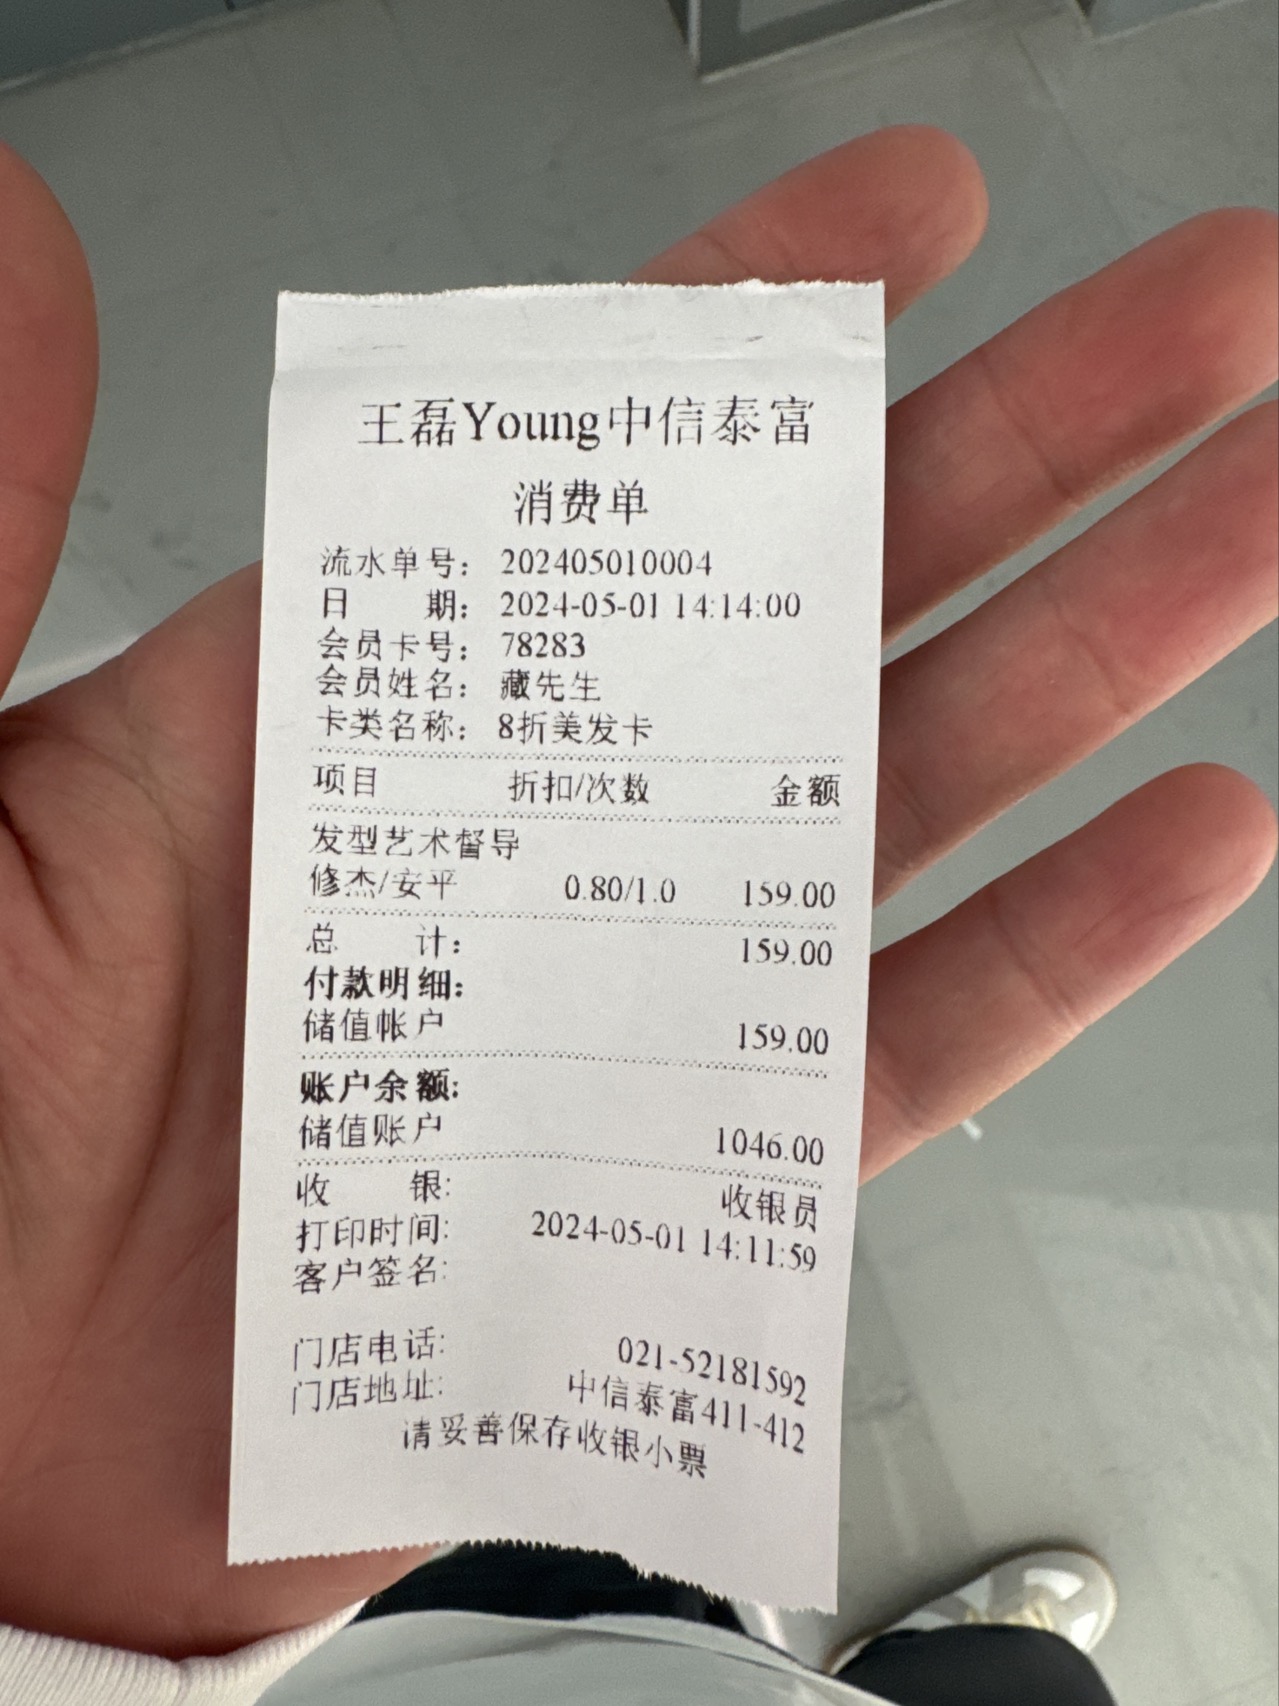 王磊Young中信泰富
消费单
流水单号： 202405010004
日 期： 2024-05-01 14:14:00
会员卡号： 78283
会员姓名： 藏先生
卡类名称： 8折美发卡
项目 折扣/次数 金额
发型艺术督导
修杰/安平 0.80/1.0 159.00
总 计： 159.00
付款明细：
储值帐户 159.00
账户余额:
储值账户 1046.00
收 银: 收银员
打印时间: 2024-05-01 14:11:59
客户签名:
门店电话: 021-52181592
门店地址: 中信泰富411-412
请妥善保存收银小票